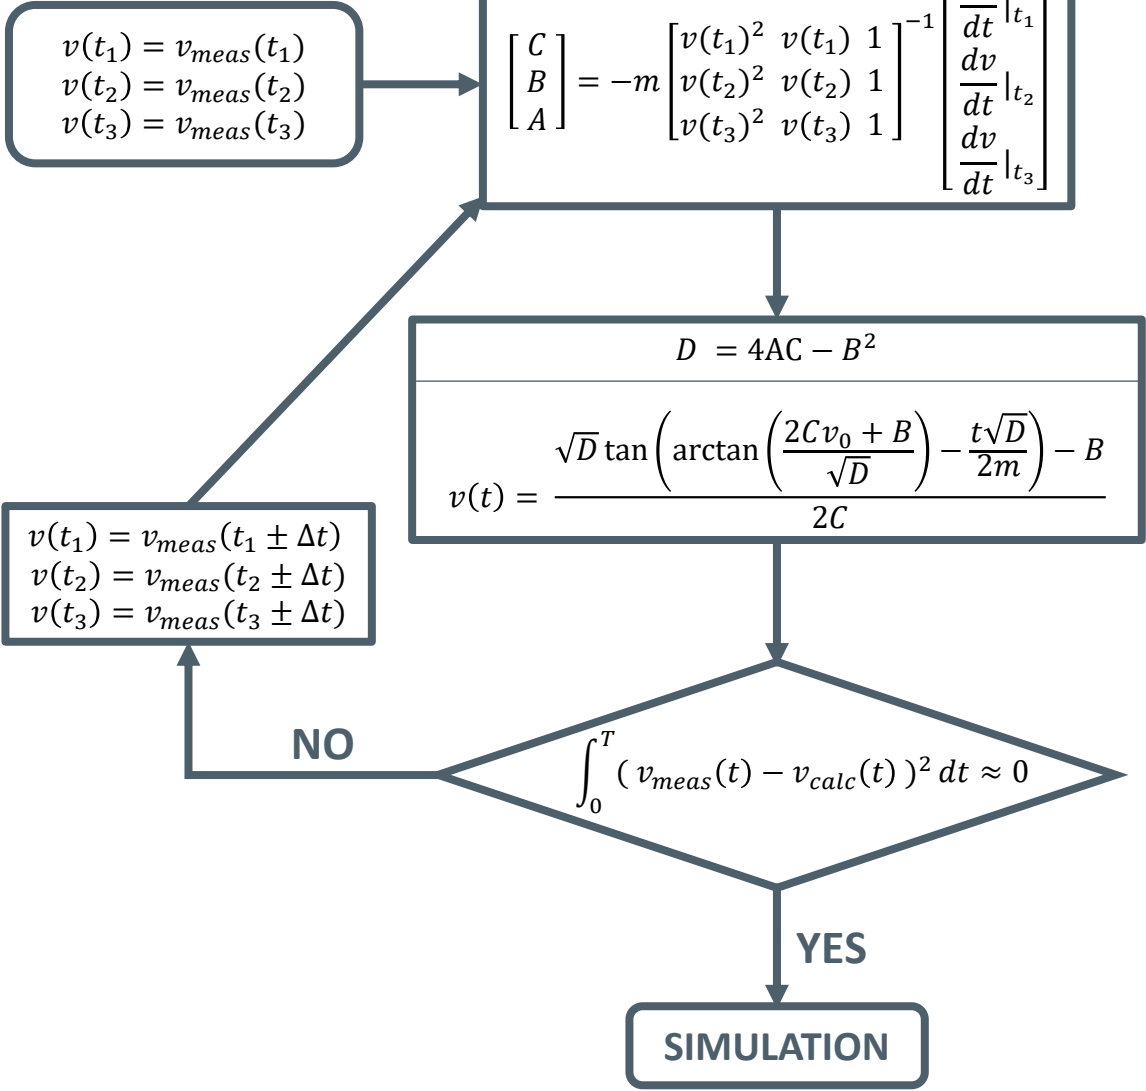 v(t₁) = v_meas(t₁)
v(t₂) = v_meas(t₂)
v(t₃) = v_meas(t₃)
[C B A] = −m [v(t₁)² v(t₁) 1 v(t₂)² v(t₂) 1 v(t₃)² v(t₃) 1]⁻¹ [dt |t₁ dv/dt |t₂ dv/dt |t₃]
D = 4AC − B²
v(t) = (√D tan(arctan((2Cv₀ + B)/√D) − t√D/2m) − B)/2C
v(t₁) = v_meas(t₁ ± Δt)
v(t₂) = v_meas(t₂ ± Δt)
v(t₃) = v_meas(t₃ ± Δt)
NO
∫₀ᵀ ( v_meas(t) − v_calc(t) )² dt ≈ 0
YES
SIMULATION